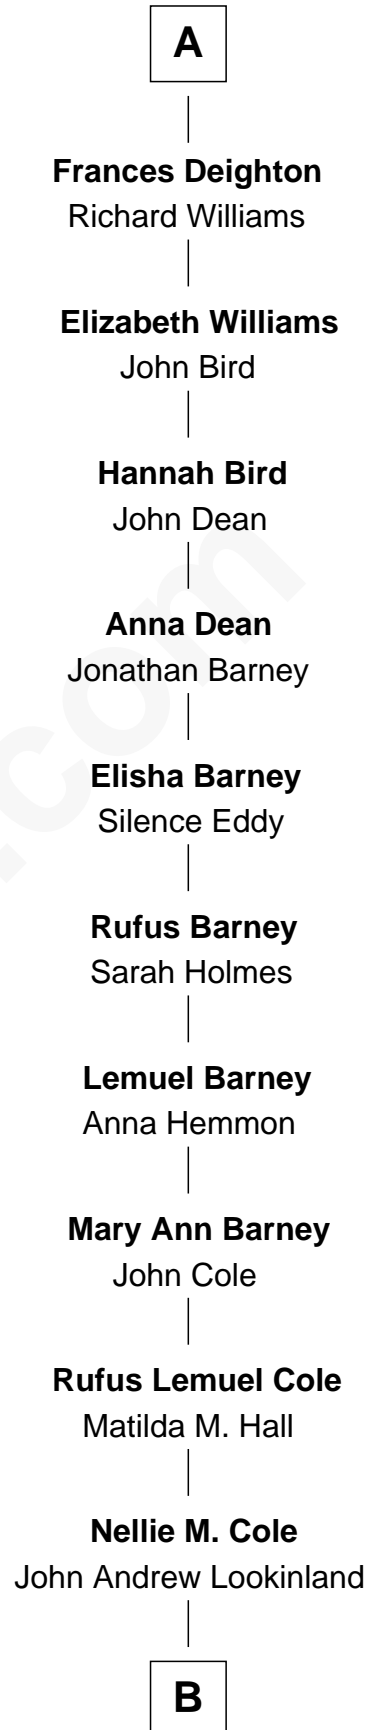 A
Frances Deighton
Richard Williams
Elizabeth Williams
John Bird
Hannah Bird
John Dean
Anna Dean
Jonathan Barney
Elisha Barney
Silence Eddy
Rufus Barney
Sarah Holmes
Lemuel Barney
Anna Hemmon
Mary Ann Barney
John Cole
Rufus Lemuel Cole
Matilda M. Hall
Nellie M. Cole
John Andrew Lookinland
B
.com